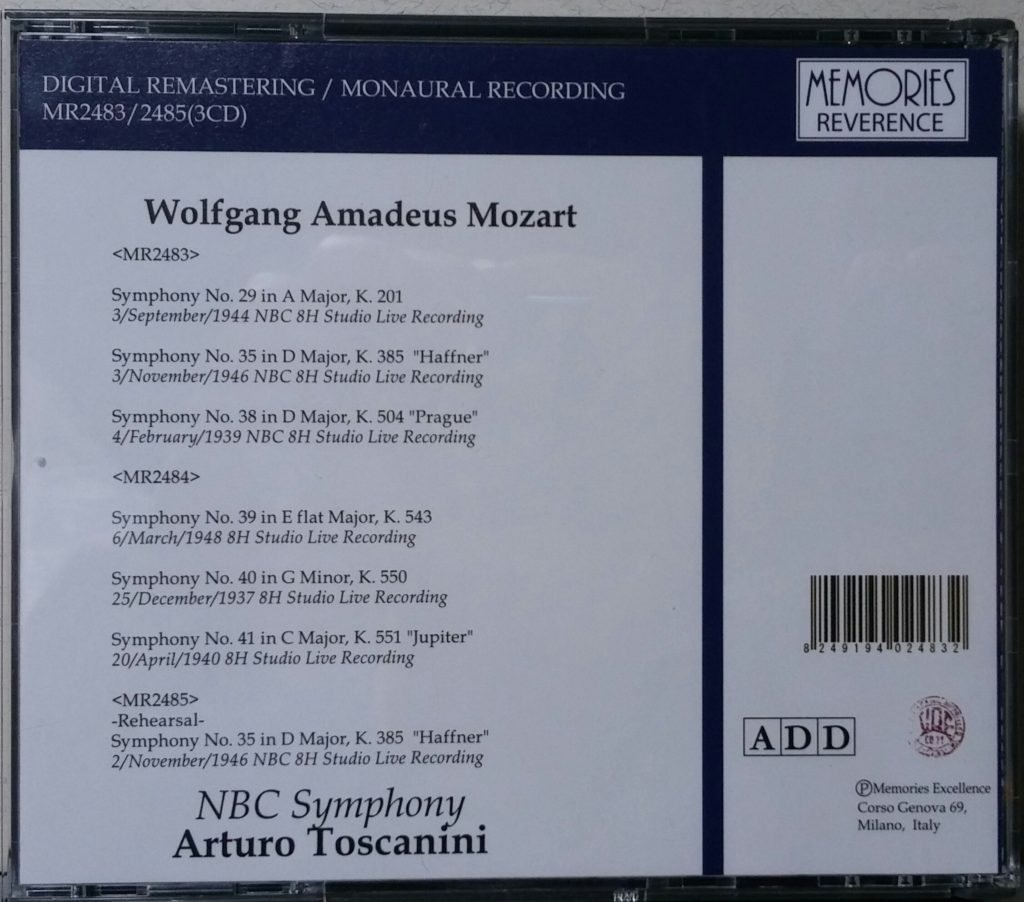 DIGITAL REMASTERING / MONAURAL RECORDING
MR2483/2485(3CD)
MEMORIES
REVERENCE
Wolfgang Amadeus Mozart
<MR2483>
Symphony No. 29 in A Major, K. 201
3/September/1944 NBC 8H Studio Live Recording
Symphony No. 35 in D Major, K. 385 "Haffner"
3/November/1946 NBC 8H Studio Live Recording
Symphony No. 38 in D Major, K. 504 "Prague"
4/February/1939 NBC 8H Studio Live Recording
<MR2484>
Symphony No. 39 in E flat Major, K. 543
6/March/1948 8H Studio Live Recording
Symphony No. 40 in G Minor, K. 550
25/December/1937 8H Studio Live Recording
Symphony No. 41 in C Major, K. 551 "Jupiter"
20/April/1940 8H Studio Live Recording
<MR2485>
-Rehearsal-
Symphony No. 35 in D Major, K. 385 "Haffner"
2/November/1946 NBC 8H Studio Live Recording
NBC Symphony
Arturo Toscanini
8 249194 024832
ADD
ⓅMemories Excellence
Corso Genova 69,
Milano, Italy